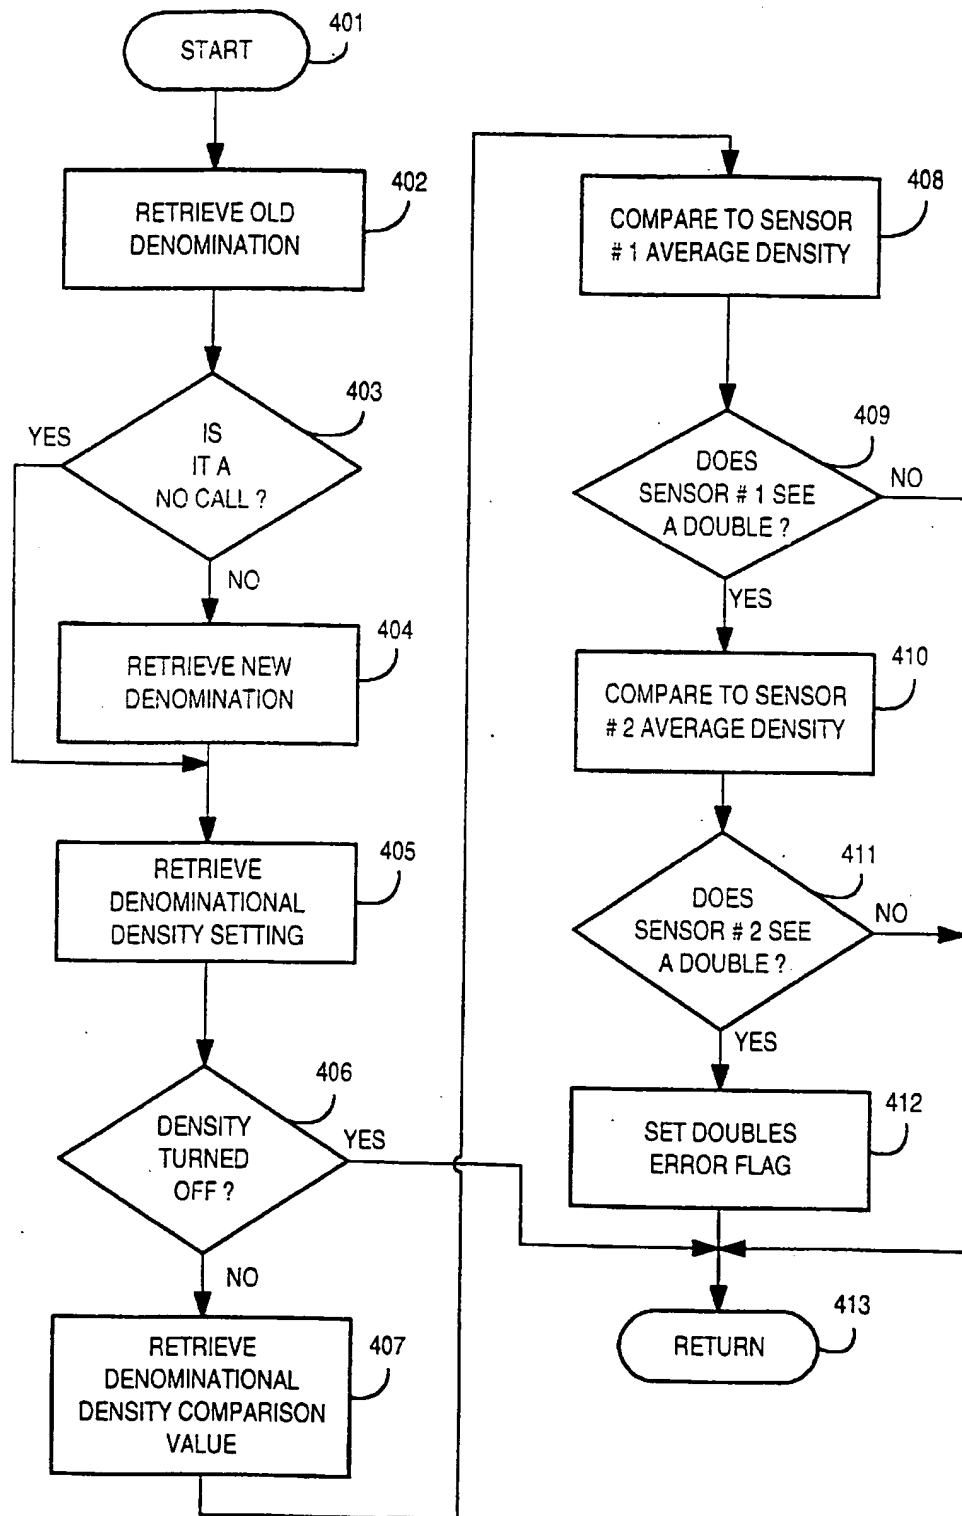 START
401
RETRIEVE OLD
DENOMINATION
402
IS
IT A
NO CALL ?
403
YES
NO
RETRIEVE NEW
DENOMINATION
404
RETRIEVE
DENOMINATIONAL
DENSITY SETTING
405
DENSITY
TURNED
OFF ?
406
YES
NO
RETRIEVE
DENOMINATIONAL
DENSITY COMPARISON
VALUE
407
COMPARE TO SENSOR
# 1 AVERAGE DENSITY
408
DOES
SENSOR # 1 SEE
A DOUBLE ?
409
NO
YES
COMPARE TO SENSOR
# 2 AVERAGE DENSITY
410
DOES
SENSOR # 2 SEE
A DOUBLE ?
411
NO
YES
SET DOUBLES
ERROR FLAG
412
RETURN
413